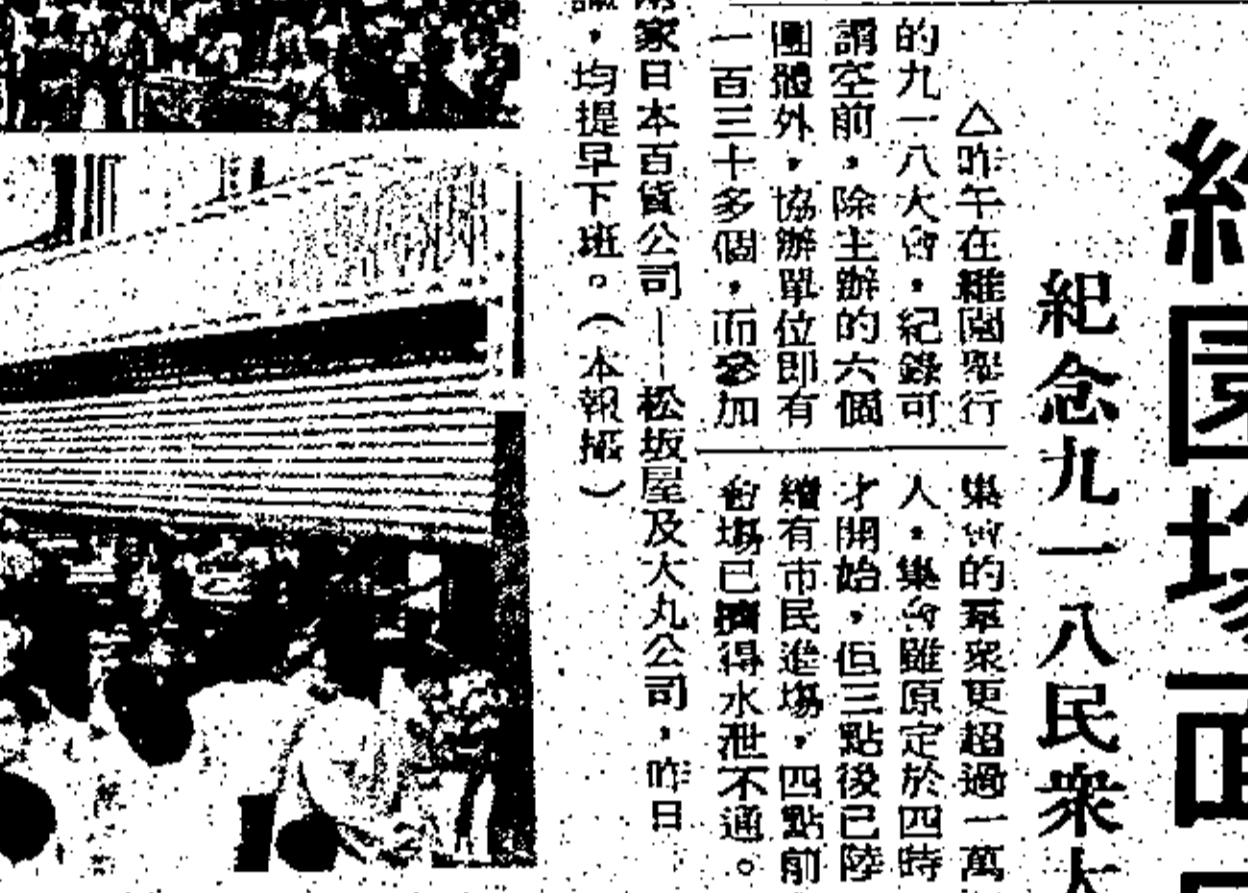 園場面
紀念九一八民衆大
△昨午在維園舉行
的九一八大會，紀錄可
謂空前，除主辦的六個
團體外，協辦單位即有
一百三十多個，而參加
集會的羣衆更超過一萬
人。集會雖原定於四時
才開始，但三點後已陸
續有市民進塲，四點前
會塲已擠得水泄不通。
家日本百貨公司——松坂屋及大丸公司，昨日
，均提早下班。（本報攝）